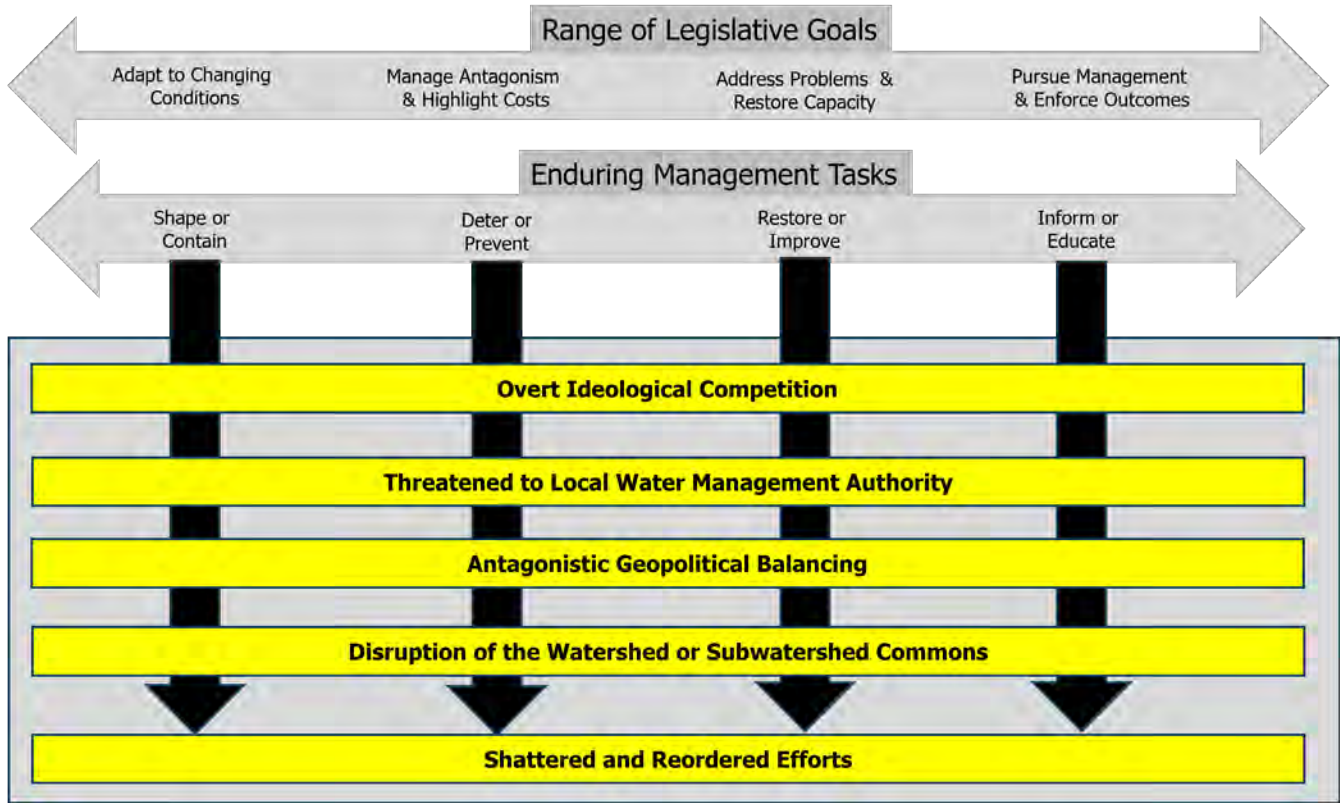 Range of Legislative Goals
Adapt to Changing
Conditions
Manage Antagonism
& Highlight Costs
Address Problems &
Restore Capacity
Pursue Management
& Enforce Outcomes
Enduring Management Tasks
Shape or
Contain
Deter or
Prevent
Restore or
Improve
Inform or
Educate
Overt Ideological Competition
Threatened to Local Water Management Authority
Antagonistic Geopolitical Balancing
Disruption of the Watershed or Subwatershed Commons
Shattered and Reordered Efforts